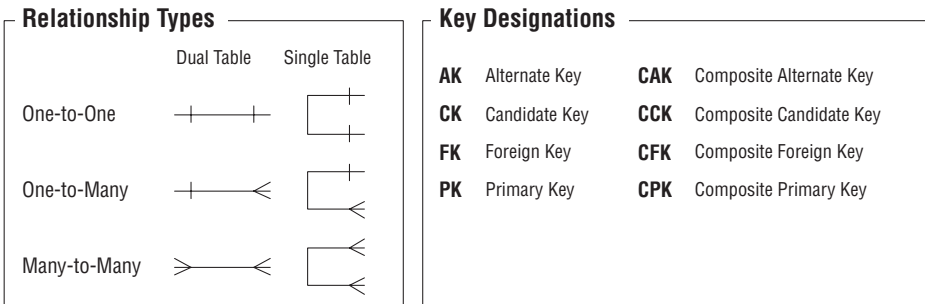 Relationship Types
Dual Table Single Table
One-to-One
One-to-Many
Many-to-Many
Key Designations
AK Alternate Key CAK Composite Alternate Key
CK Candidate Key CCK Composite Candidate Key
FK Foreign Key CFK Composite Foreign Key
PK Primary Key CPK Composite Primary Key